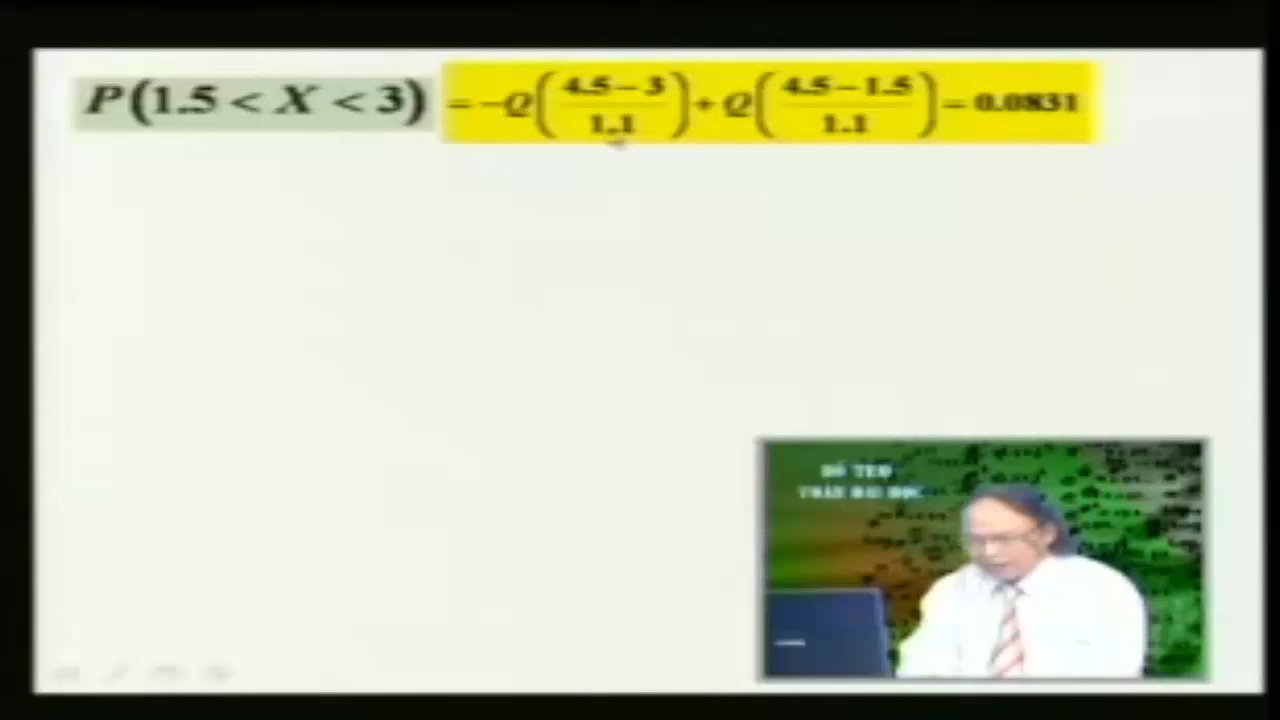 P(1.5 < X < 3) = -Q((4.5 - 3)/1.1) + Q((4.5 - 1.5)/1.1) = 0.0831